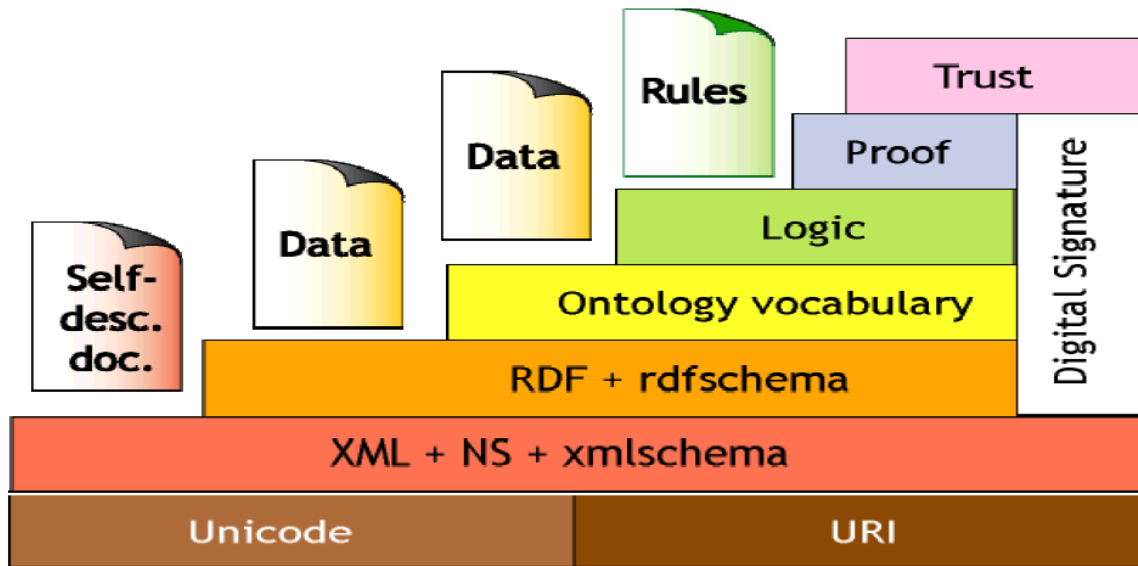 Trust
Rules
Proof
Data
Logic
Data
Self-
desc.
doc.
Ontology vocabulary
Digital Signature
RDF + rdfschema
XML + NS + xmlschema
Unicode
URI